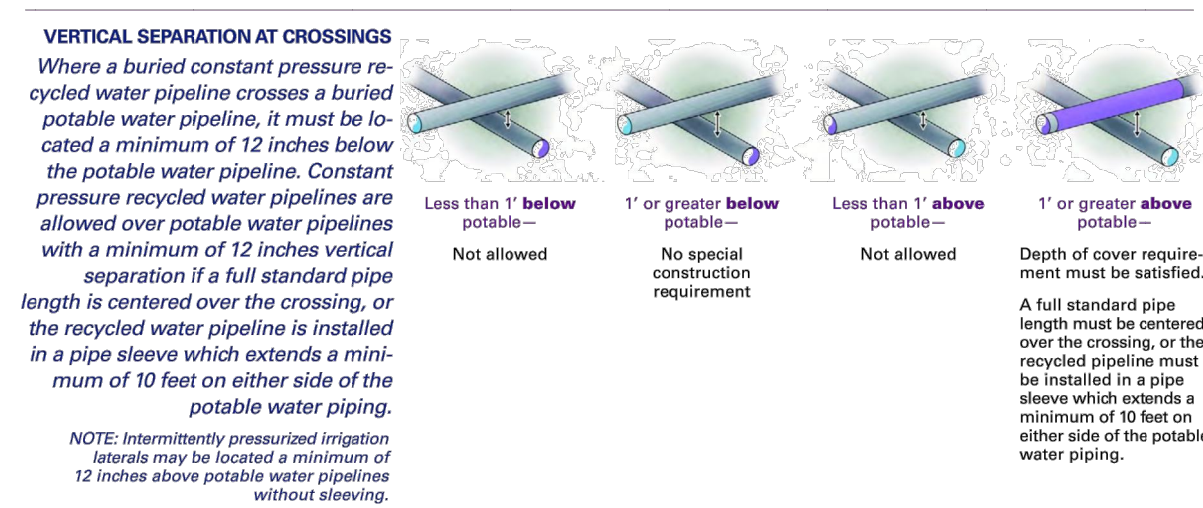 VERTICAL SEPARATION AT CROSSINGS
Where a buried constant pressure re-
cycled water pipeline crosses a buried
potable water pipeline, it must be lo-
cated a minimum of 12 inches below
the potable water pipeline. Constant
pressure recycled water pipelines are
allowed over potable water pipelines
with a minimum of 12 inches vertical
separation if a full standard pipe
length is centered over the crossing, or
the recycled water pipeline is installed
in a pipe sleeve which extends a mini-
mum of 10 feet on either side of the
potable water piping.
NOTE: Intermittently pressurized irrigation
laterals may be located a minimum of
12 inches above potable water pipelines
without sleeving.
Less than 1′ below
potable—
Not allowed
1′ or greater below
potable—
No special
construction
requirement
Less than 1′ above
potable—
Not allowed
1′ or greater above
potable—
Depth of cover require-
ment must be satisfied.
A full standard pipe
length must be centered
over the crossing, or the
recycled pipeline must
be installed in a pipe
sleeve which extends a
minimum of 10 feet on
either side of the potable
water piping.